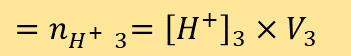 = n_{H^+ 3} = [H^+]_3 × V_3